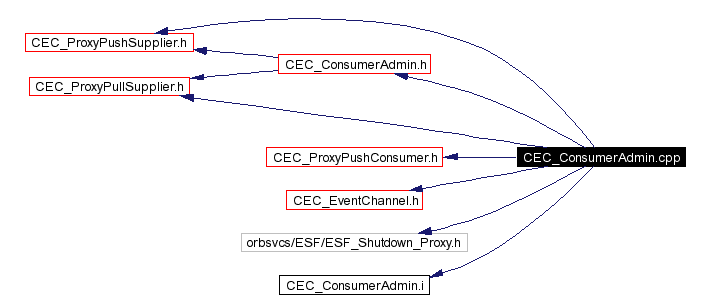 CEC_ProxyPushSupplier.h
CEC_ConsumerAdmin.h
CEC_ProxyPullSupplier.h
CEC_ProxyPushConsumer.h
CEC_ConsumerAdmin.cpp
CEC_EventChannel.h
orbsvcs/ESF/ESF_Shutdown_Proxy.h
CEC_ConsumerAdmin.i